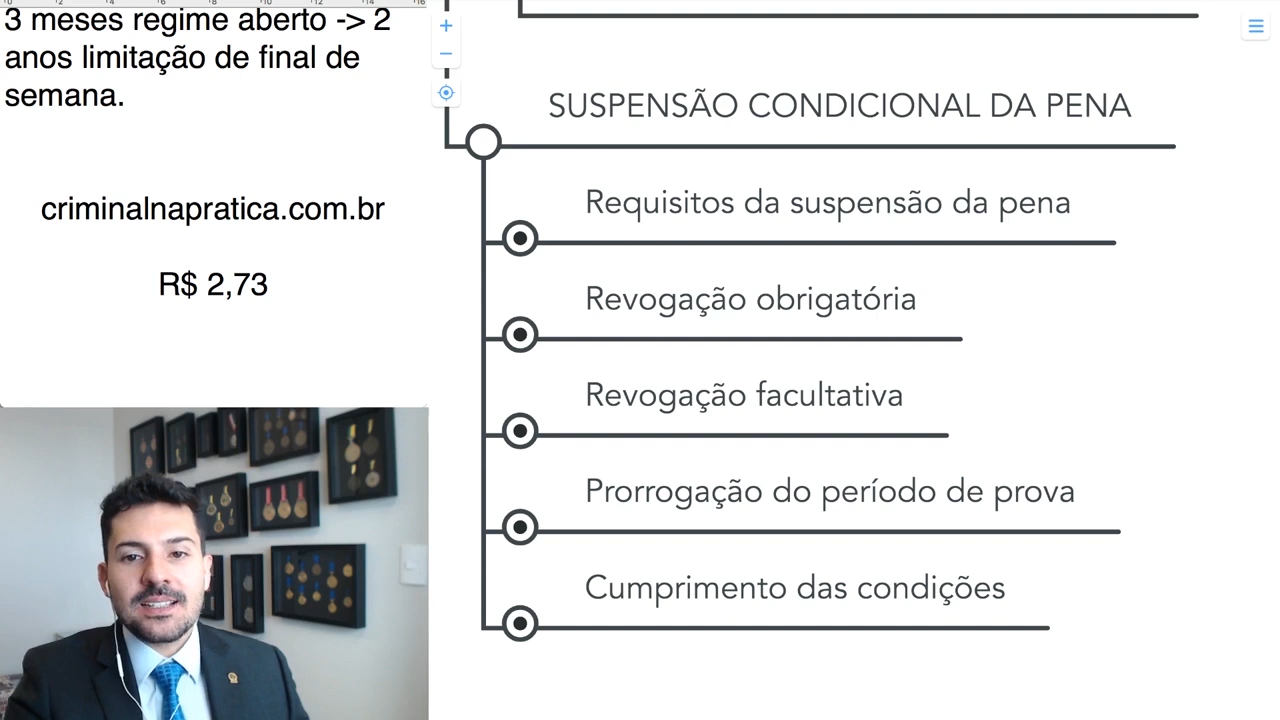 3 meses regime aberto -> 2
anos limitação de final de
semana.
criminalnapratica.com.br
R$ 2,73
SUSPENSÃO CONDICIONAL DA PENA
Requisitos da suspensão da pena
Revogação obrigatória
Revogação facultativa
Prorrogação do período de prova
Cumprimento das condições